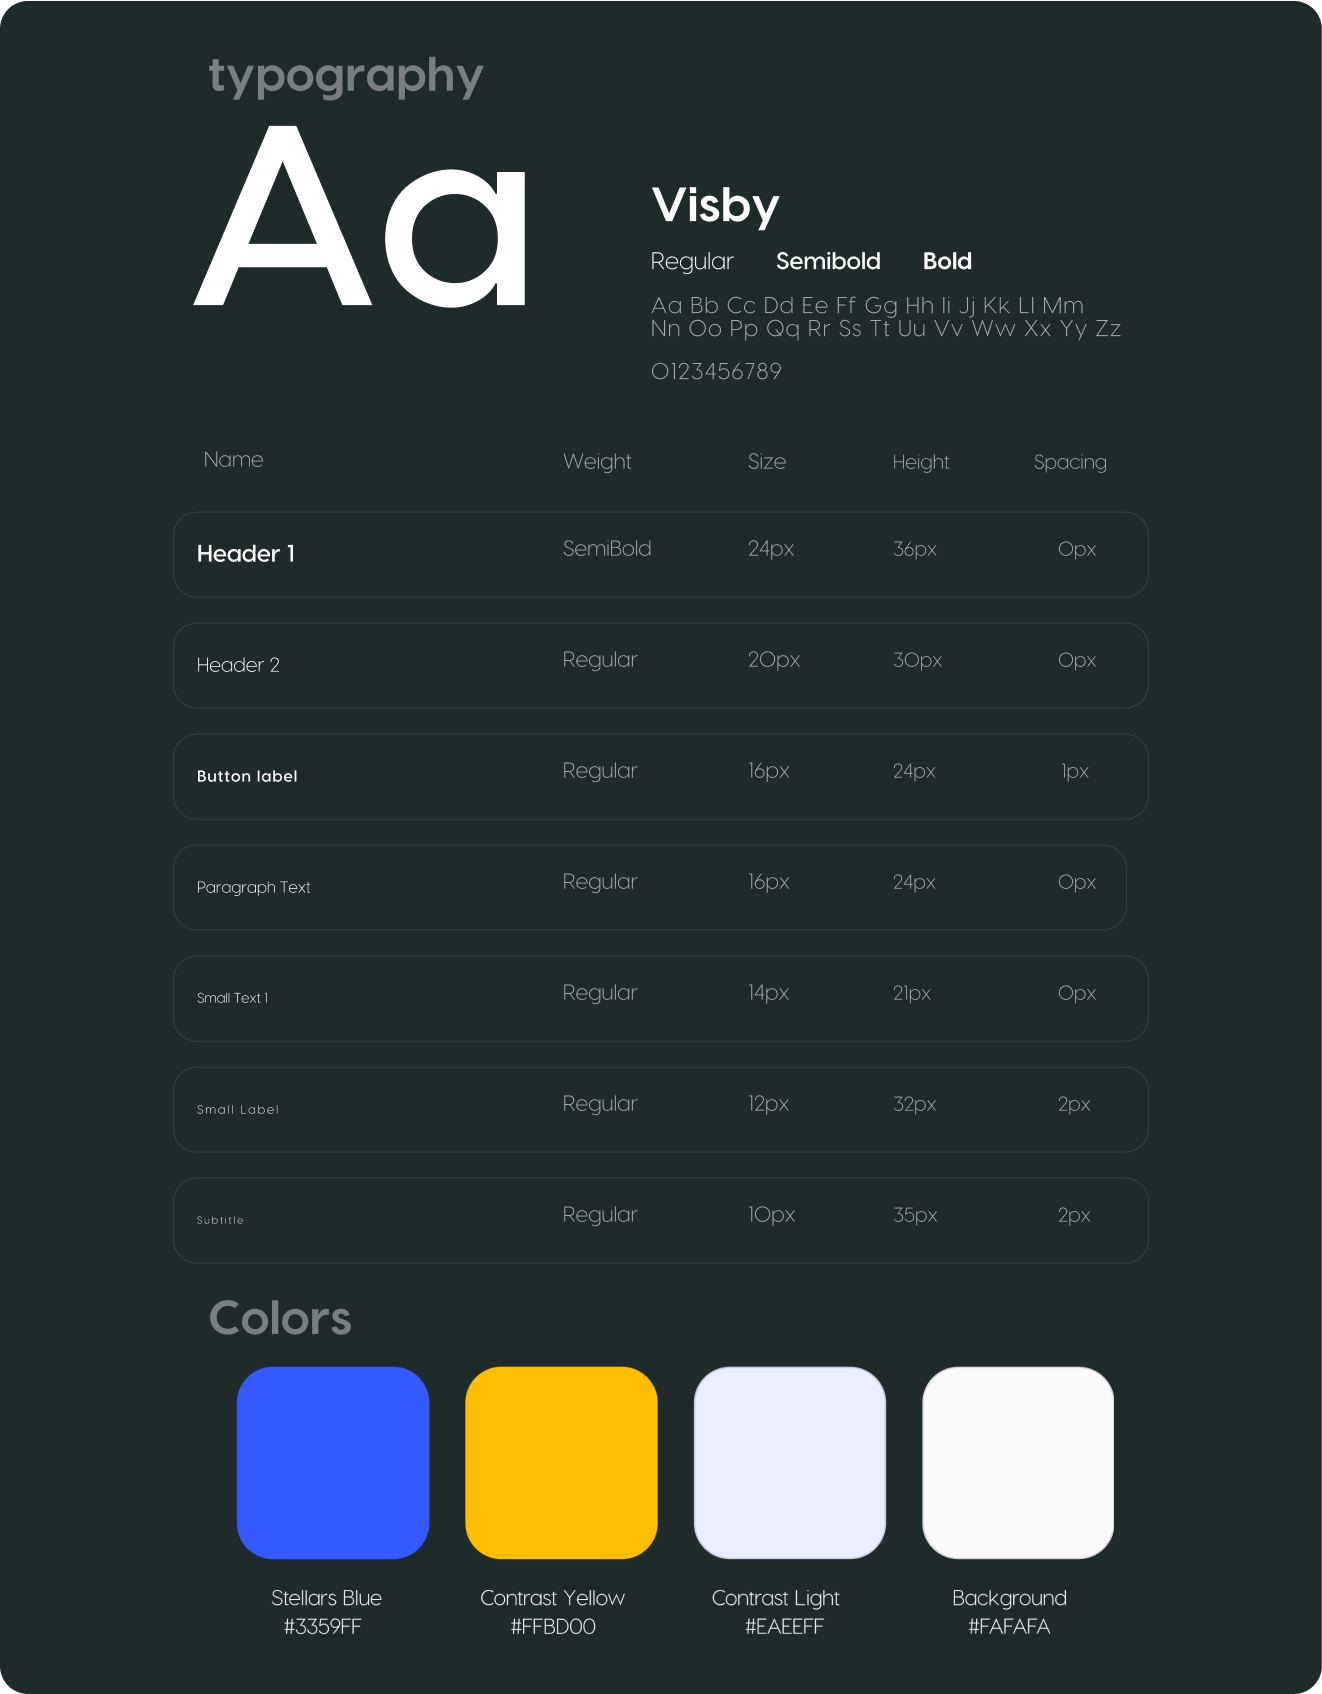 typography
Aa
Visby
Regular Semibold Bold
Aa Bb Cc Dd Ee Ff Gg Hh Ii Jj Kk Ll Mm
Nn Oo Pp Qq Rr Ss Tt Uu Vv Ww Xx Yy Zz
0123456789
Name Weight Size Height Spacing
Header 1 SemiBold 24px 36px 0px
Header 2 Regular 20px 30px 0px
Button label Regular 16px 24px 1px
Paragraph Text Regular 16px 24px 0px
Small Text 1 Regular 14px 21px 0px
Small Label Regular 12px 32px 2px
Subtitle Regular 10px 35px 2px
Colors
Stellars Blue Contrast Yellow Contrast Light Background
#3359FF #FFBD00 #EAEEFF #FAFAFA